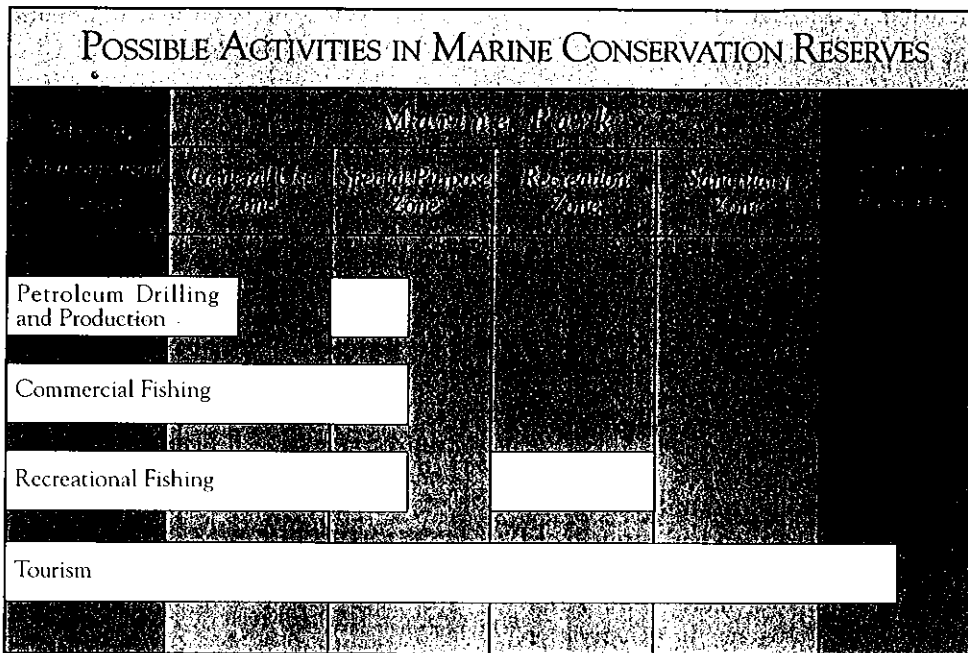 POSSIBLE ACTIVITIES IN MARINE CONSERVATION RESERVES
Marine Park
Management
General Use
Zone
Special Purpose
Zone
Recreation
Zone
Sanctuary
Zone
Petroleum Drilling
and Production
Commercial Fishing
Recreational Fishing
Tourism